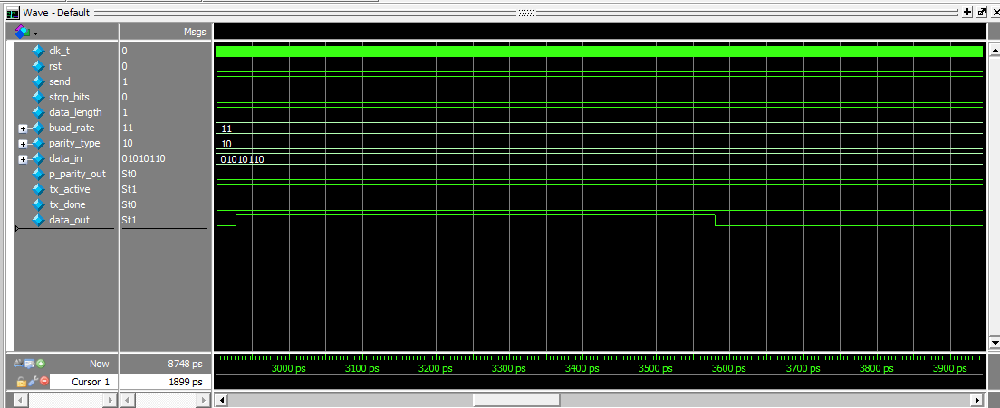 Wave - Default
Msgs
clk_t 0
rst 0
send 1
stop_bits 0
data_length 1
buad_rate 11 11
parity_type 10 10
data_in 01010110 01010110
p_parity_out St0
tx_active St1
tx_done St0
data_out St1
Now 8748 ps 3000 ps 3100 ps 3200 ps 3300 ps 3400 ps 3500 ps 3600 ps 3700 ps 3800 ps 3900 ps
Cursor 1 1899 ps